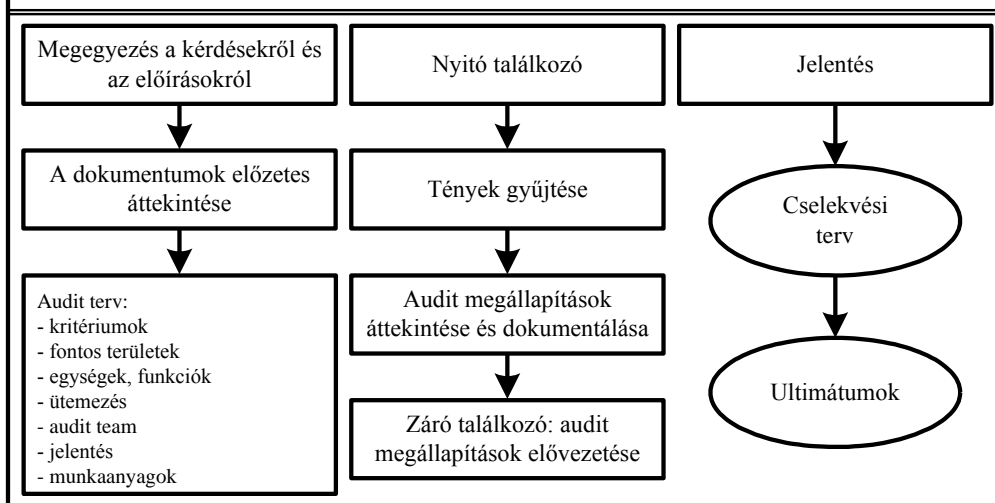 Megegyezés a kérdésekről és
az előírásokról
A dokumentumok előzetes
áttekintése
Audit terv:
- kritériumok
- fontos területek
- egységek, funkciók
- ütemezés
- audit team
- jelentés
- munkaanyagok
Nyitó találkozó
Tények gyűjtése
Audit megállapítások
áttekintése és dokumentálása
Záró találkozó: audit
megállapítások elővezetése
Jelentés
Cselekvési
terv
Ultimátumok